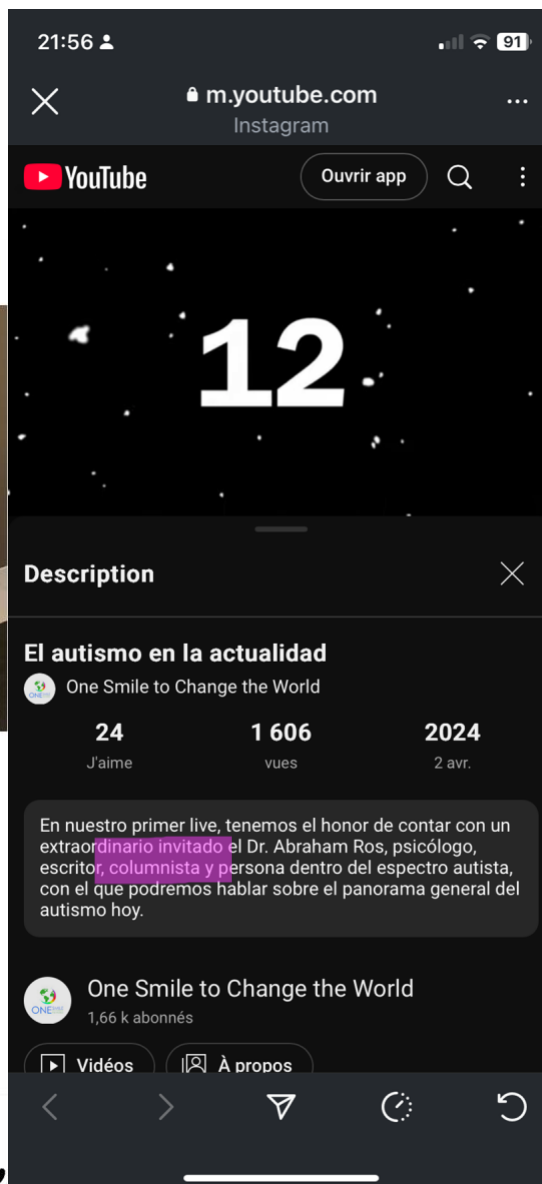 21:56
91
m.youtube.com
Instagram
YouTube
Ouvrir app
12
Description
El autismo en la actualidad
One Smile to Change the World
24
1 606
2024
J'aime
vues
2 avr.
En nuestro primer live, tenemos el honor de contar con un
extraordinario invitado el Dr. Abraham Ros, psicólogo,
escritor, columnista y persona dentro del espectro autista,
con el que podremos hablar sobre el panorama general del
autismo hoy.
ONE
One Smile to Change the World
1,66 k abonnés
Vidéos
À propos